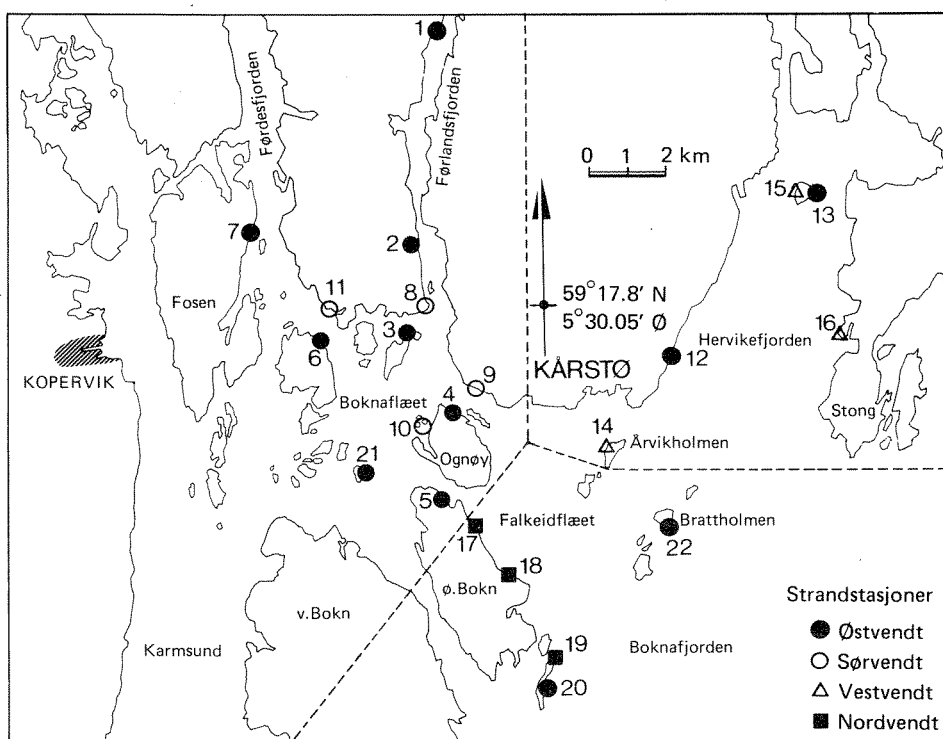 1
Førdesfjorden
Førlandsfjorden
0 1 2 km
15
13
7
2
11
8
59°17.8' N
5°30.05' Ø
Fosen
3
16
6
Hervikefjorden
KOPERVIK
KÅRSTØ
12
9
Boknaflæet
4
Stong
10
14
Årvikholmen
21
Ognøy
5
Falkeidflæet
Brattholmen
17
22
18
ø.Bokn
v.Bokn
Strandstasjoner
Østvendt
Karmsund
19
Boknafjorden
Sørvendt
20
Vestvendt
Nordvendt